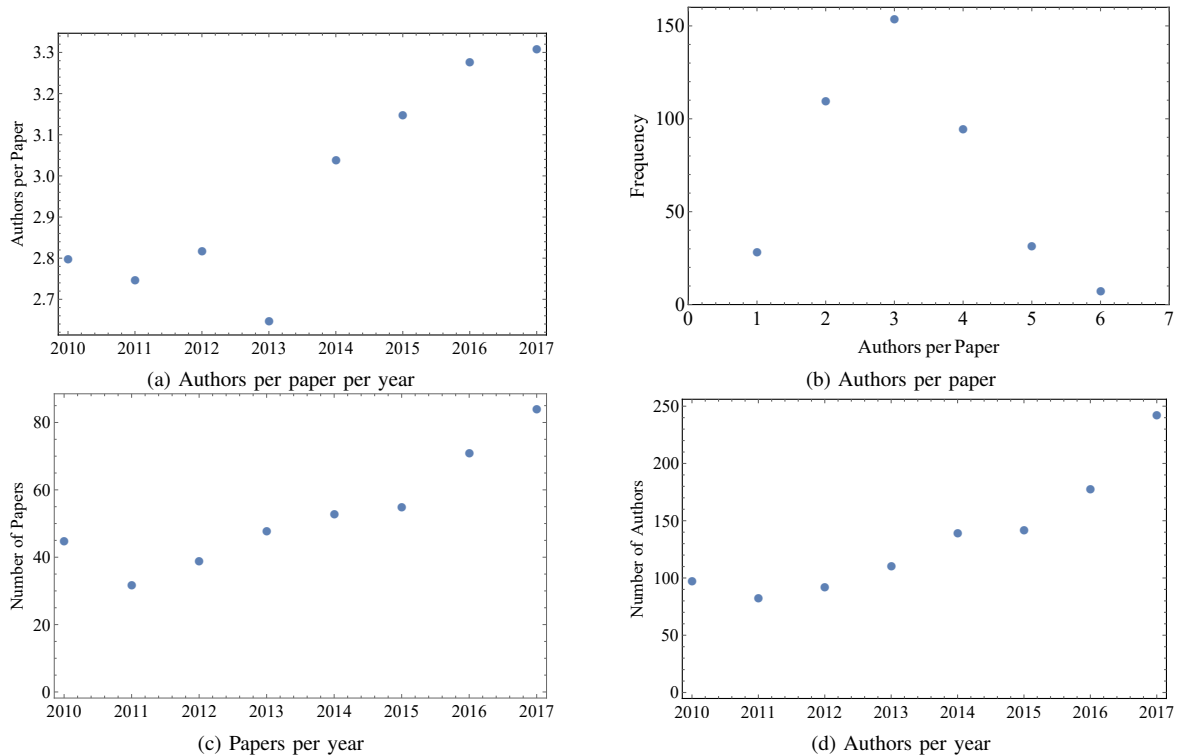 3.3
3.2
3.1
3.0
2.9
2.8
2.7
Authors per Paper
2010 2011 2012 2013 2014 2015 2016 2017
(a) Authors per paper per year
150
100
50
0
Frequency
0 1 2 3 4 5 6 7
Authors per Paper
(b) Authors per paper
80
60
40
20
0
Number of Papers
2010 2011 2012 2013 2014 2015 2016 2017
(c) Papers per year
250
200
150
100
50
0
Number of Authors
2010 2011 2012 2013 2014 2015 2016 2017
(d) Authors per year